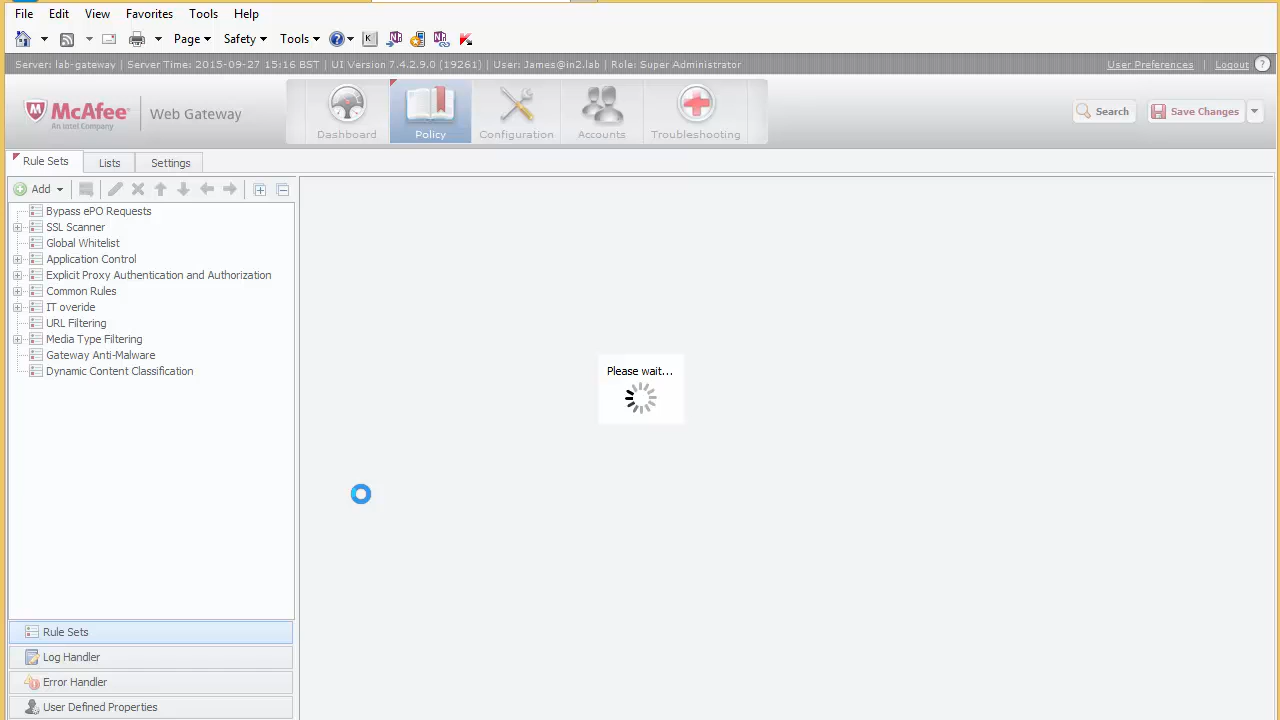 File Edit View Favorites Tools Help
Page Safety Tools
Server: lab-gateway | Server Time: 2015-09-27 15:16 BST | UI Version 7.4.2.9.0 (19261) | User: James@in2.lab | Role: Super Administrator User Preferences | Logout ?
McAfee Web Gateway
An Intel Company
Dashboard Policy Configuration Accounts Troubleshooting
Search Save Changes
Rule Sets Lists Settings
Add
Bypass ePO Requests
SSL Scanner
Global Whitelist
Application Control
Explicit Proxy Authentication and Authorization
Common Rules
IT overide
URL Filtering
Media Type Filtering
Gateway Anti-Malware
Dynamic Content Classification
Please wait...
Rule Sets
Log Handler
Error Handler
User Defined Properties